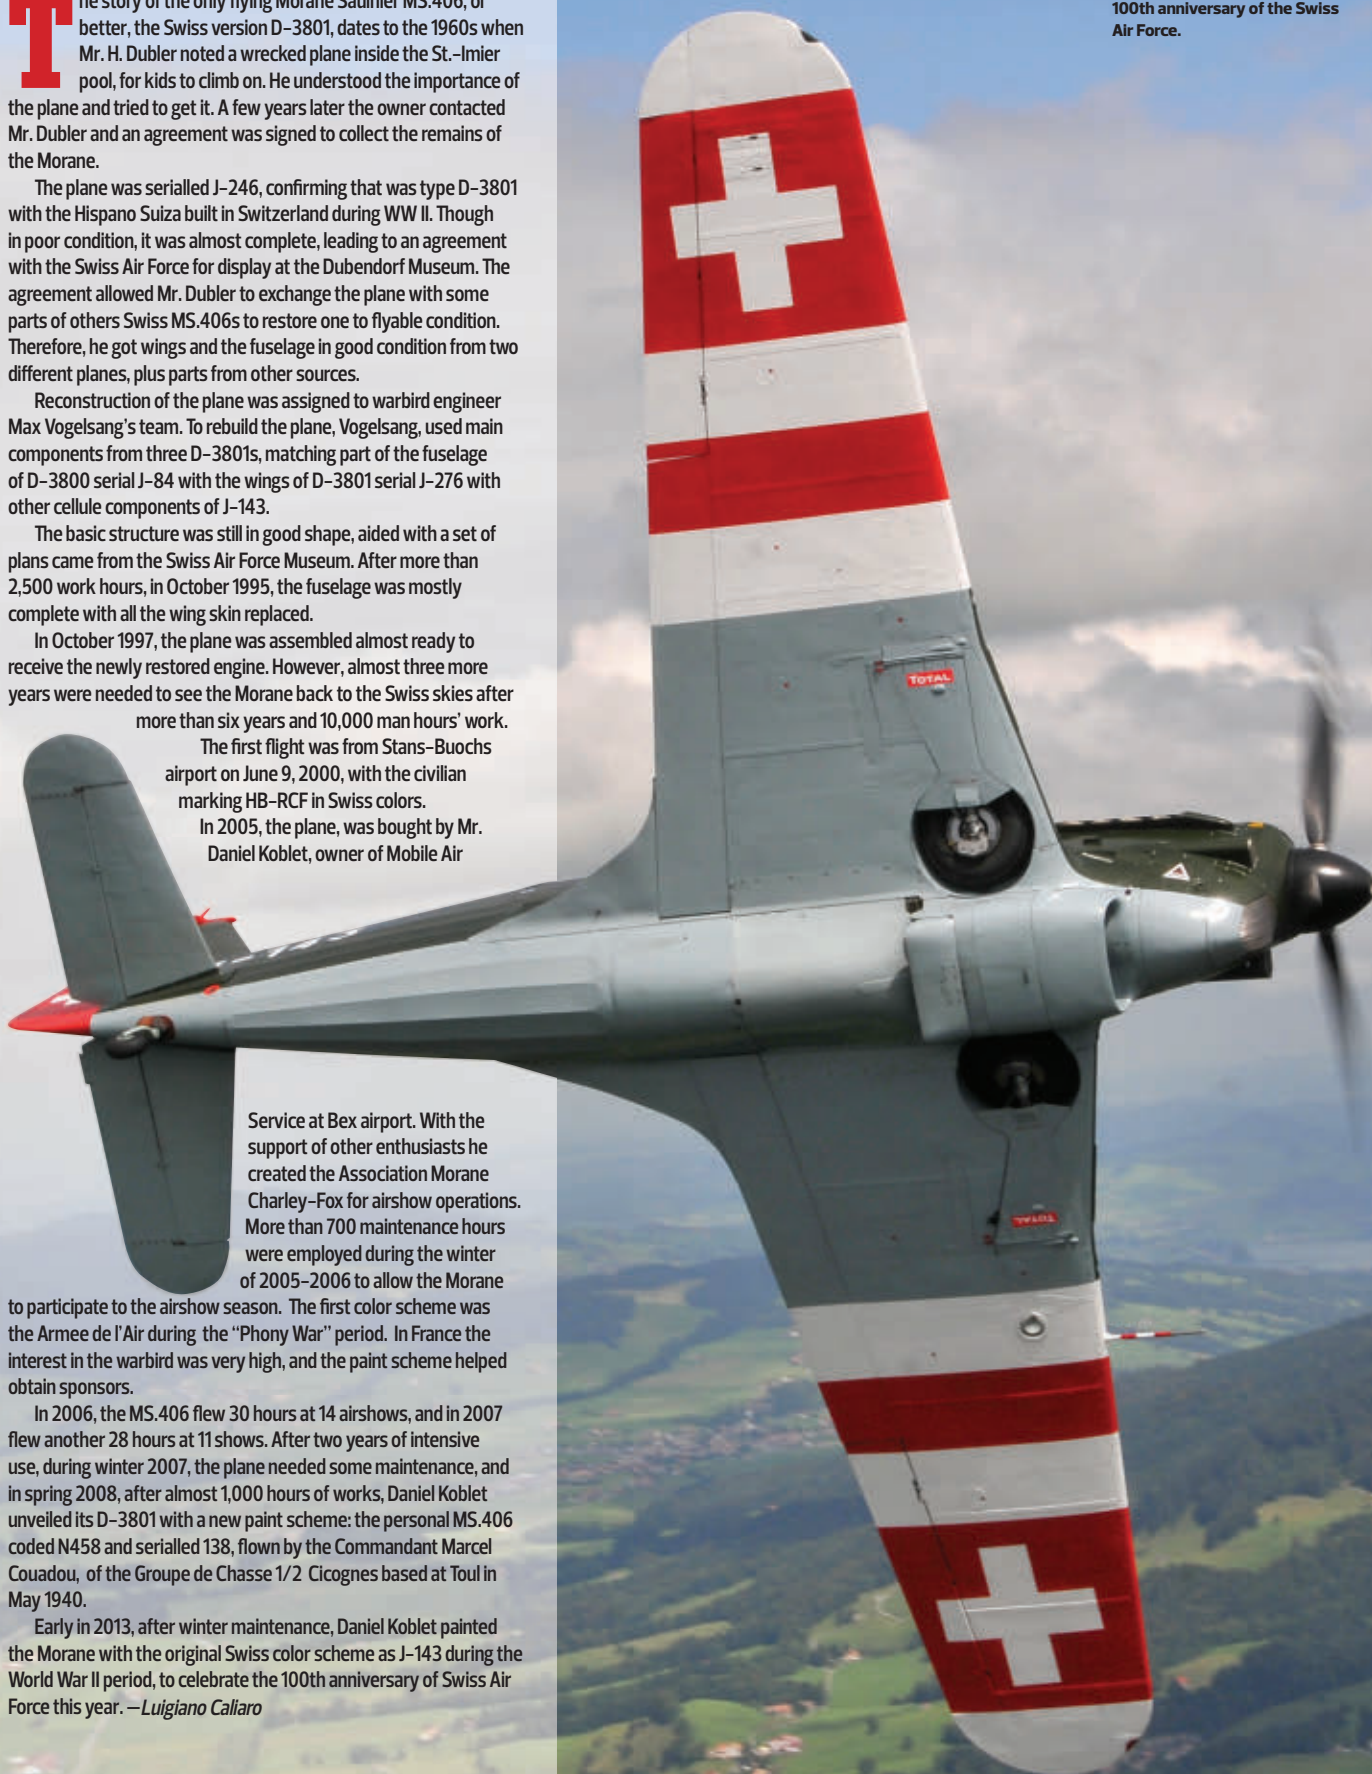 The story of the only flying Morane Saulnier MS.406, or
better, the Swiss version D-3801, dates to the 1960s when
Mr. H. Dubler noted a wrecked plane inside the St.-Imier
pool, for kids to climb on. He understood the importance of
the plane and tried to get it. A few years later the owner contacted
Mr. Dubler and an agreement was signed to collect the remains of
the Morane.
The plane was serialled J-246, confirming that was type D-3801
with the Hispano Suiza built in Switzerland during WW II. Though
in poor condition, it was almost complete, leading to an agreement
with the Swiss Air Force for display at the Dubendorf Museum. The
agreement allowed Mr. Dubler to exchange the plane with some
parts of others Swiss MS.406s to restore one to flyable condition.
Therefore, he got wings and the fuselage in good condition from two
different planes, plus parts from other sources.
Reconstruction of the plane was assigned to warbird engineer
Max Vogelsang's team. To rebuild the plane, Vogelsang, used main
components from three D-3801s, matching part of the fuselage
of D-3800 serial J-84 with the wings of D-3801 serial J-276 with
other cellule components of J-143.
The basic structure was still in good shape, aided with a set of
plans came from the Swiss Air Force Museum. After more than
2,500 work hours, in October 1995, the fuselage was mostly
complete with all the wing skin replaced.
In October 1997, the plane was assembled almost ready to
receive the newly restored engine. However, almost three more
years were needed to see the Morane back to the Swiss skies after
more than six years and 10,000 man hours' work.
The first flight was from Stans-Buochs
airport on June 9, 2000, with the civilian
marking HB-RCF in Swiss colors.
In 2005, the plane, was bought by Mr.
Daniel Koblet, owner of Mobile Air
Service at Bex airport. With the
support of other enthusiasts he
created the Association Morane
Charley-Fox for airshow operations.
More than 700 maintenance hours
were employed during the winter
of 2005-2006 to allow the Morane
to participate to the airshow season. The first color scheme was
the Armee de l'Air during the "Phony War" period. In France the
interest in the warbird was very high, and the paint scheme helped
obtain sponsors.
In 2006, the MS.406 flew 30 hours at 14 airshows, and in 2007
flew another 28 hours at 11 shows. After two years of intensive
use, during winter 2007, the plane needed some maintenance, and
in spring 2008, after almost 1,000 hours of works, Daniel Koblet
unveiled its D-3801 with a new paint scheme: the personal MS.406
coded N458 and serialled 138, flown by the Commandant Marcel
Couadou, of the Groupe de Chasse 1/2 Cicognes based at Toul in
May 1940.
Early in 2013, after winter maintenance, Daniel Koblet painted
the Morane with the original Swiss color scheme as J-143 during the
World War II period, to celebrate the 100th anniversary of Swiss Air
Force this year. —Luigiano Caliaro
100th anniversary of the Swiss
Air Force.
TOTAL
TOTAL